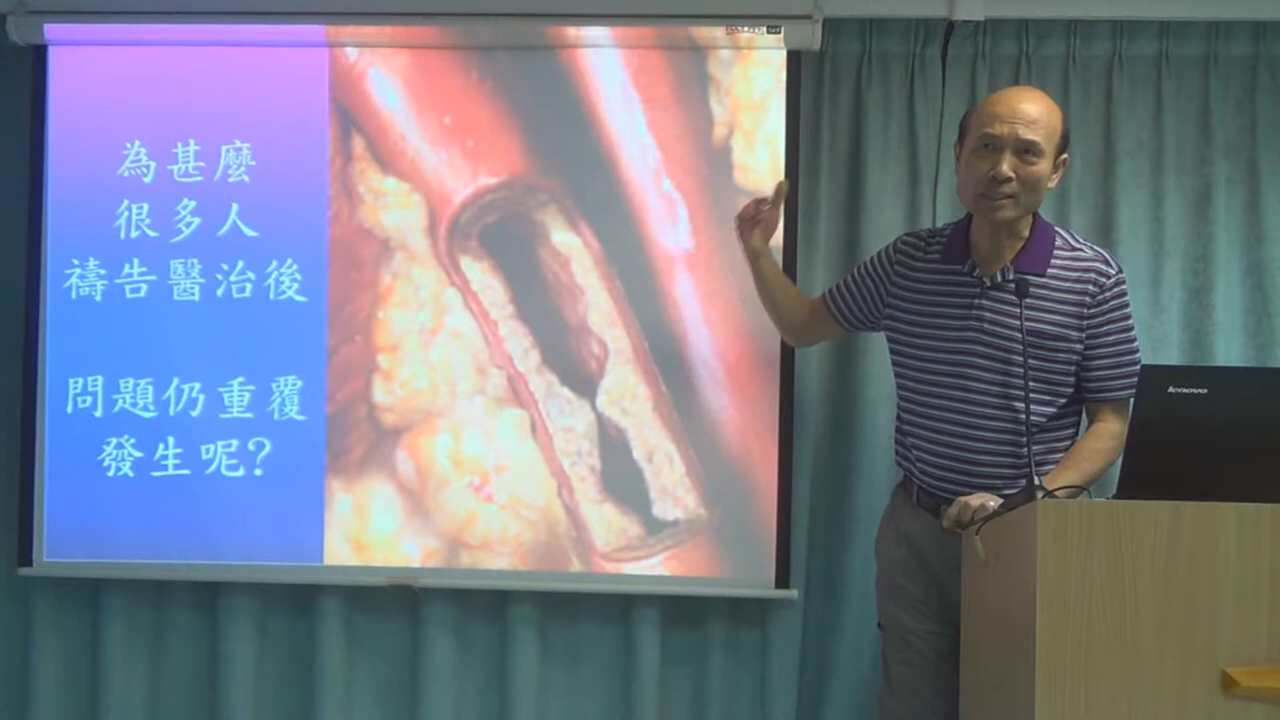 為甚麼
很多人
禱告醫治後
問題仍重覆
發生呢?
lenovo